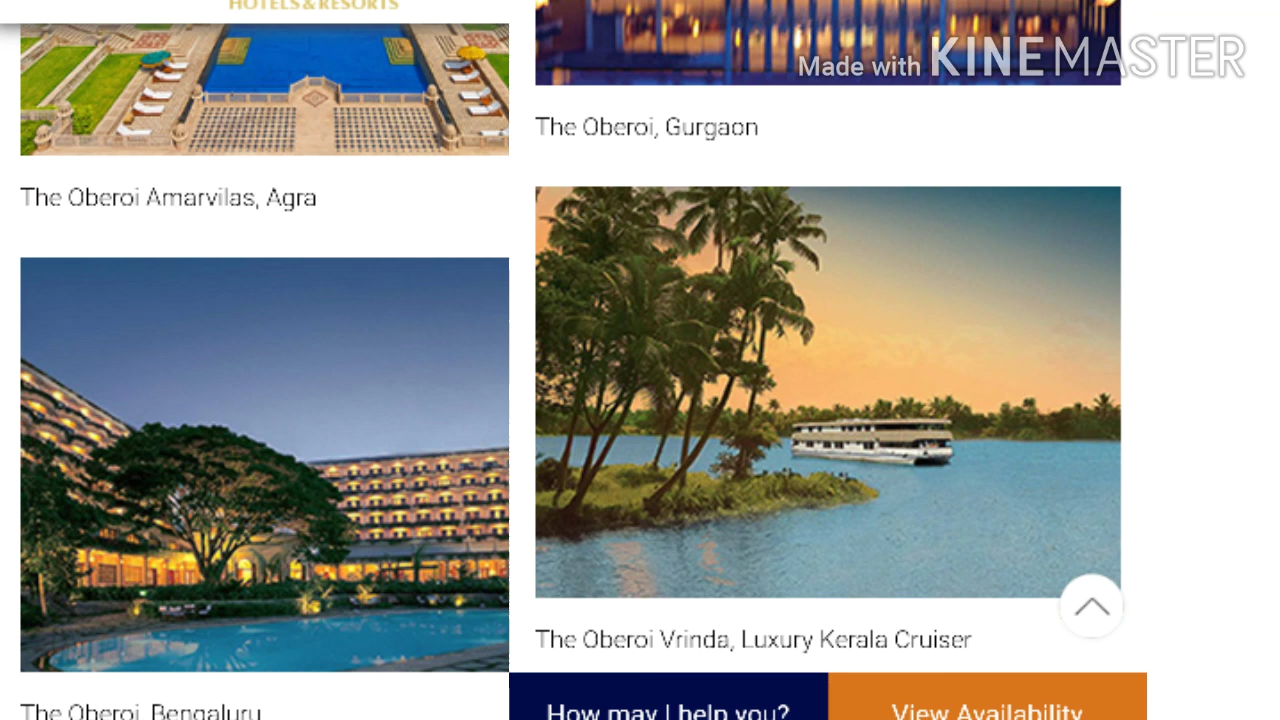 HOTELS & RESORTS
Made with KINEMASTER
The Oberoi, Gurgaon
The Oberoi Amarvilas, Agra
The Oberoi Vrinda, Luxury Kerala Cruiser
The Oberoi, Bengaluru
How may I help you?
View Availability